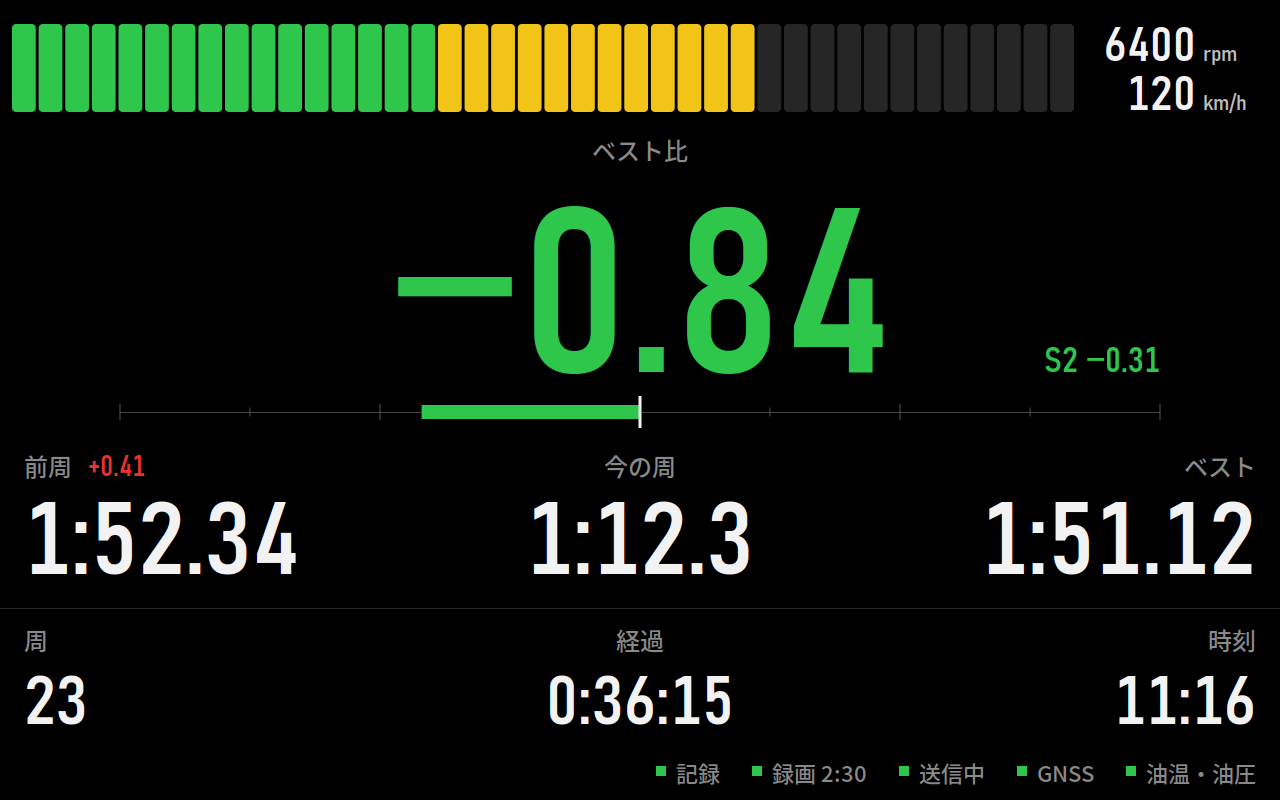 6400 rpm
120 km/h
ベスト比
−0.84
S2 −0.31
前周 +0.41 今の周 ベスト
1:52.34 1:12.3 1:51.12
周 経過 時刻
23 0:36:15 11:16
記録 録画 2:30 送信中 GNSS 油温・油圧